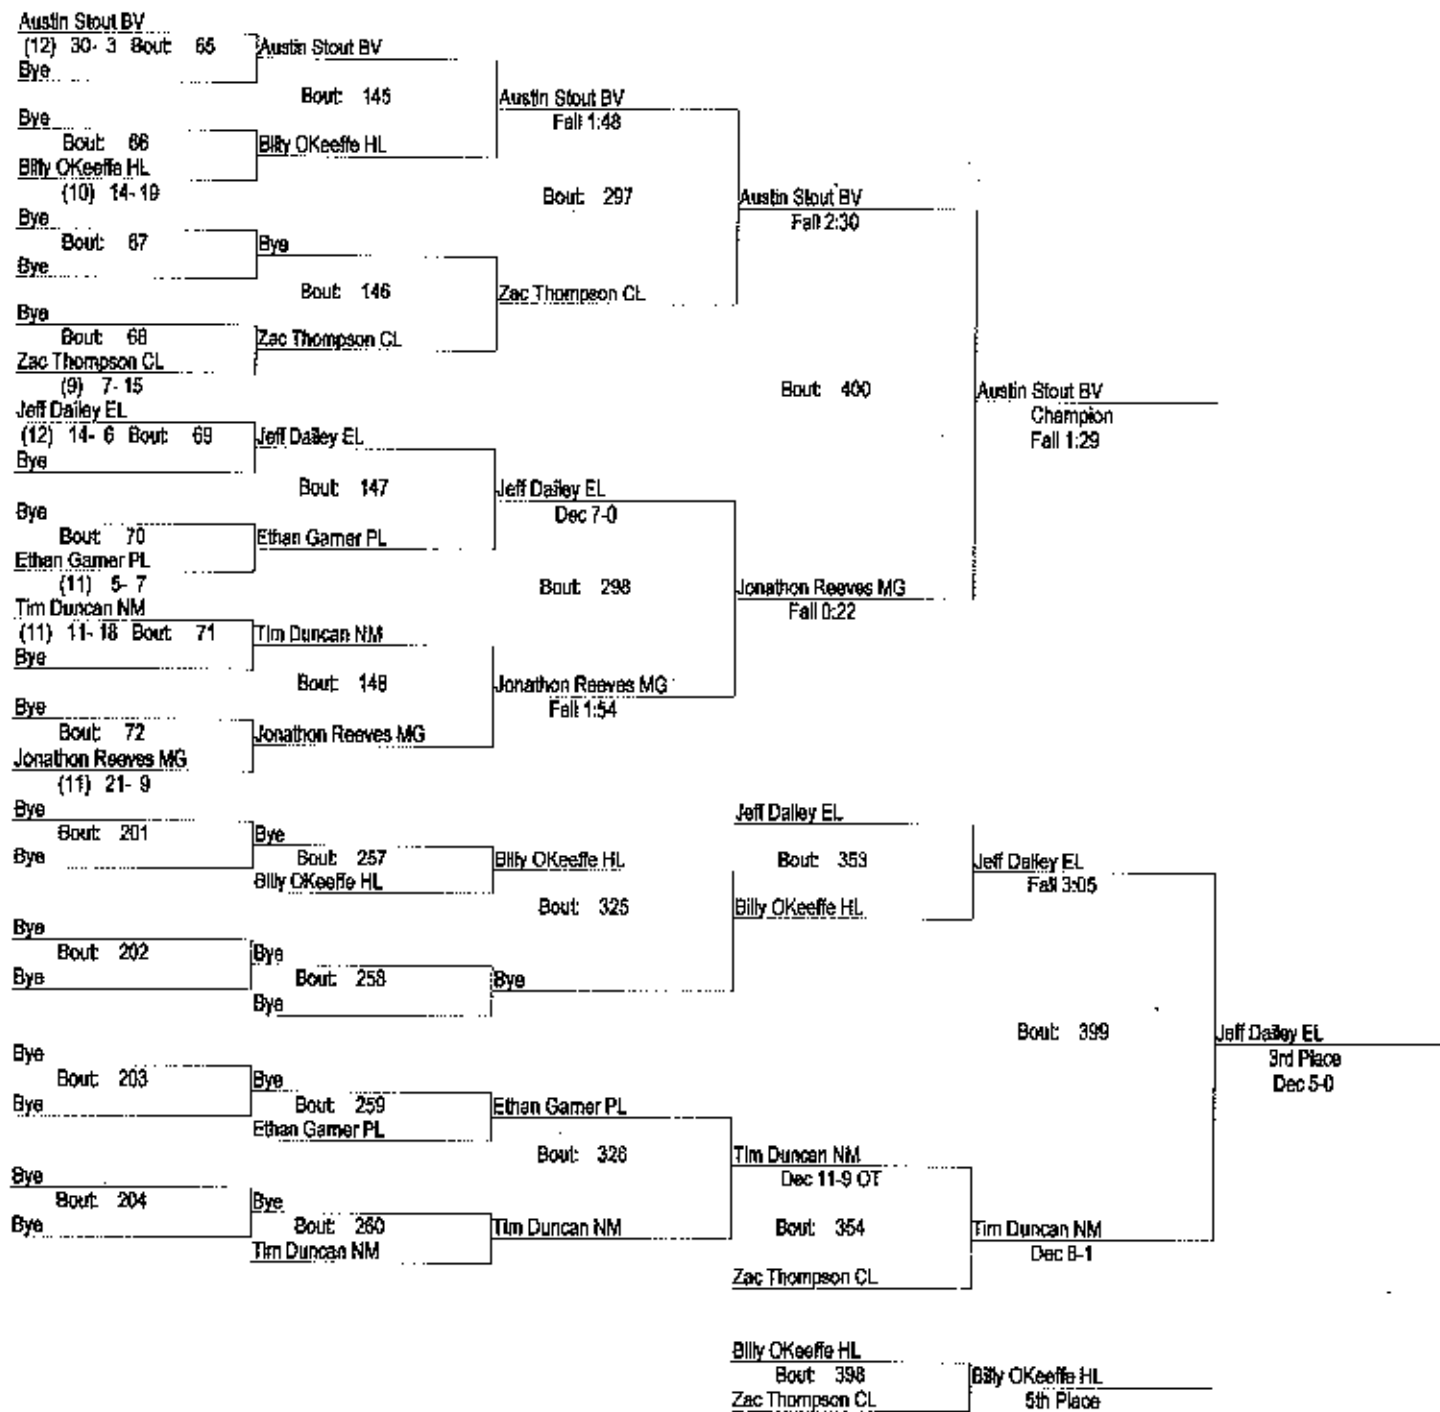 Austin Stout BV
(12) 30- 3 Bout: 65
Bye
Austin Stout BV
Bout: 145
Bye
Bout: 66
Billy OKeeffe HL
(10) 14- 19
Billy OKeeffe HL
Austin Stout BV
Fall 1:48
Bout: 297
Bye
Bout: 67
Bye
Bye
Bout: 146
Bye
Bout: 68
Zac Thompson CL
(9) 7- 15
Zac Thompson CL
Zac Thompson CL
Austin Stout BV
Fall 2:30
Bout: 400
Austin Stout BV
Champion
Fall 1:29
Jeff Dailey EL
(12) 14- 6 Bout: 69
Bye
Jeff Dailey EL
Bout: 147
Bye
Bout: 70
Ethan Garner PL
(11) 5- 7
Ethan Garner PL
Jeff Dailey EL
Dec 7-0
Bout: 298
Tim Duncan NM
(11) 11- 18 Bout: 71
Bye
Tim Duncan NM
Bout: 148
Bye
Bout: 72
Jonathon Reeves MG
(11) 21- 9
Jonathon Reeves MG
Jonathon Reeves MG
Fall 1:54
Jonathon Reeves MG
Fall 0:22
Bye
Bout: 201
Bye
Bye
Bout: 257
Billy OKeeffe HL
Billy OKeeffe HL
Bout: 325
Bye
Bout: 202
Bye
Bye
Bout: 258
Bye
Bye
Jeff Dailey EL
Bout: 353
Billy OKeeffe HL
Jeff Dailey EL
Fall 3:05
Bout: 399
Jeff Dailey EL
3rd Place
Dec 5-0
Bye
Bout: 203
Bye
Bye
Bout: 259
Ethan Garner PL
Ethan Garner PL
Bout: 326
Bye
Bout: 204
Bye
Bye
Bout: 260
Tim Duncan NM
Tim Duncan NM
Tim Duncan NM
Dec 11-9 OT
Bout: 354
Zac Thompson CL
Tim Duncan NM
Dec
Billy OKeeffe HL
Bout: 398
Zac Thompson CL
Billy OKeeffe HL
5th Place